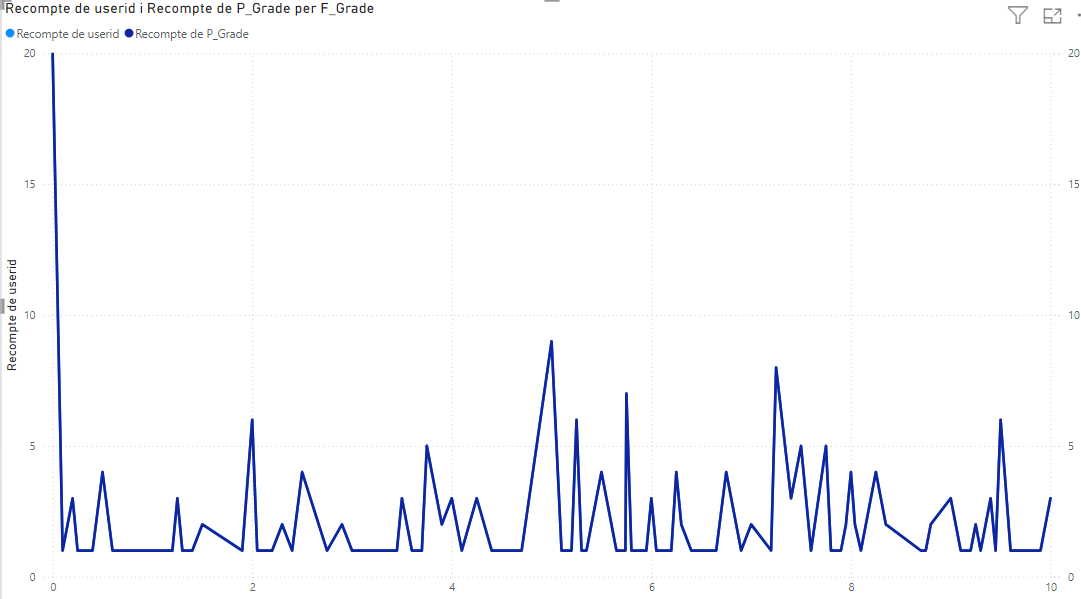 Recompte de userid i Recompte de P_Grade per F_Grade
Recompte de userid Recompte de P_Grade
20 20
15 15
Recompte de userid
10 10
5 5
0 0
0 2 4 6 8 10